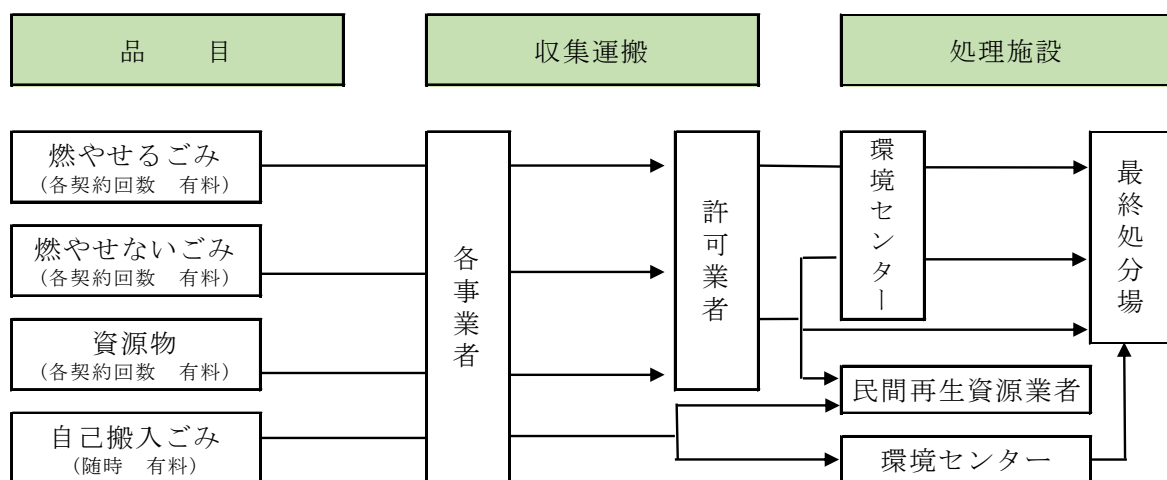 品　　目
収集運搬
処理施設
燃やせるごみ
(各契約回数　有料)
燃やせないごみ
(各契約回数　有料)
資源物
(各契約回数　有料)
自己搬入ごみ
(随時　有料)
各事業者
許可業者
環境センター
最終処分場
民間再生資源業者
環境センター